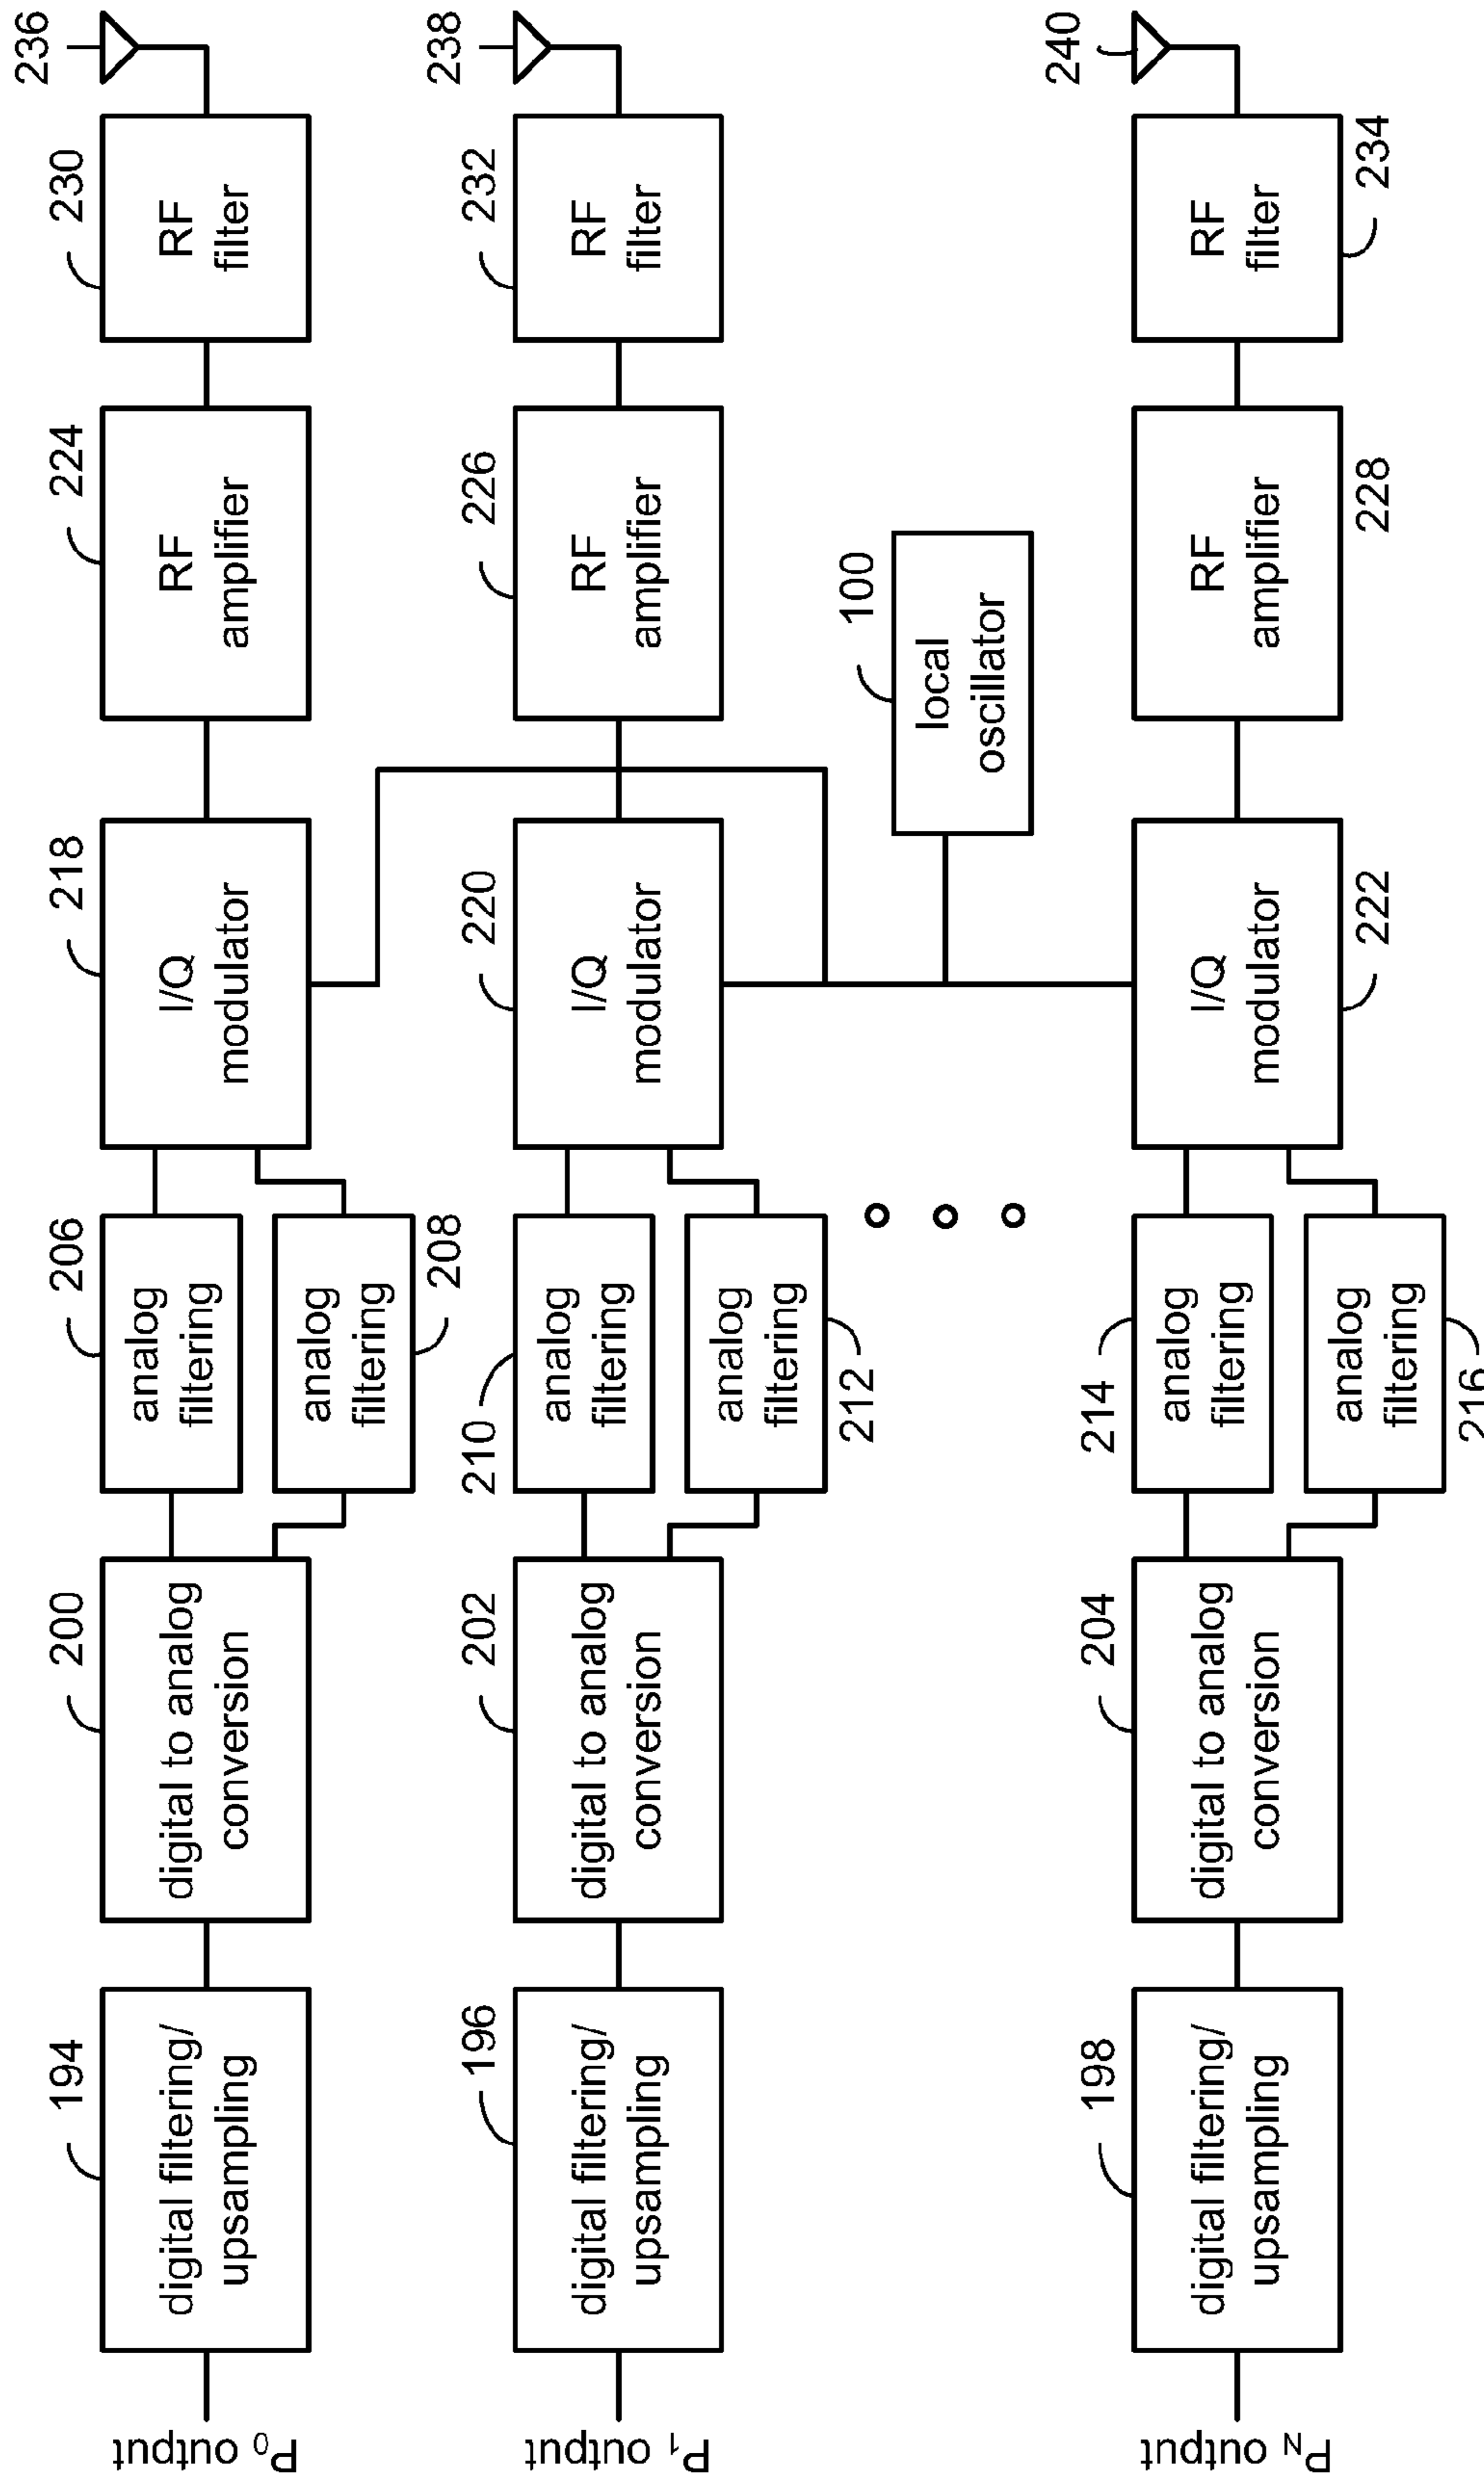 194
200
206
218
224
230
236
P0 output
digital filtering/
upsampling
digital to analog
conversion
analog
filtering
analog
filtering
208
I/Q
modulator
RF
amplifier
RF
filter
196
202
210
220
226
232
238
P1 output
digital filtering/
upsampling
digital to analog
conversion
analog
filtering
analog
filtering
212
I/Q
modulator
RF
amplifier
RF
filter
100
local
oscillator
198
204
214
240
PN output
digital filtering/
upsampling
digital to analog
conversion
analog
filtering
analog
filtering
216
I/Q
modulator
222
RF
amplifier
228
RF
filter
234